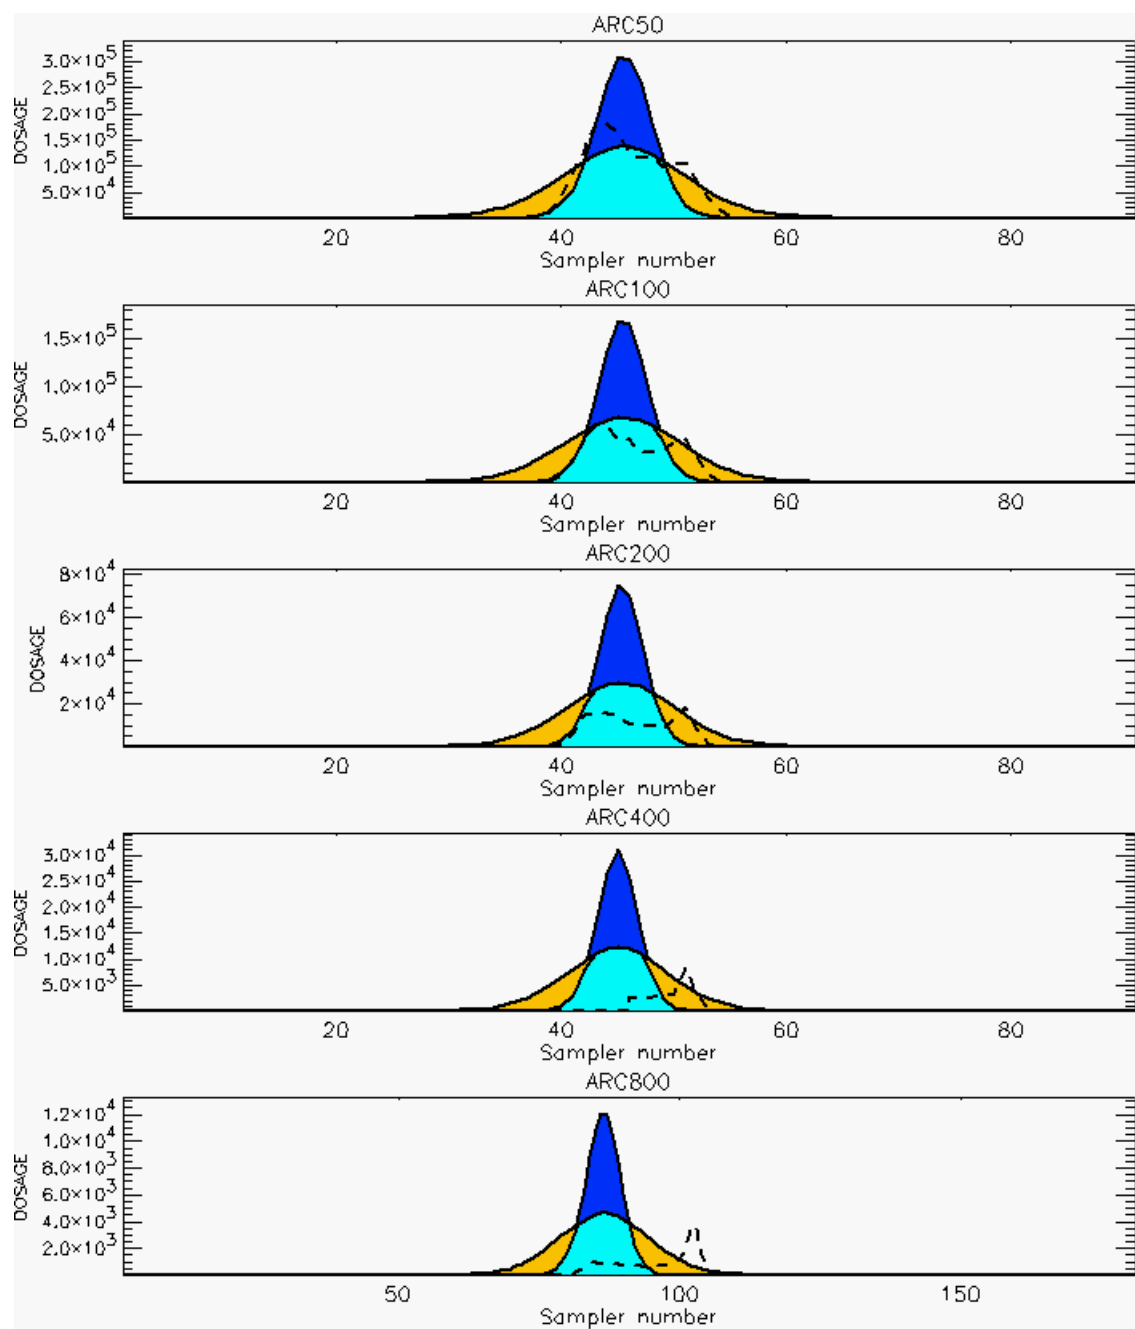 ARC50
3.0×10⁵
2.5×10⁵
2.0×10⁵
1.5×10⁵
1.0×10⁵
5.0×10⁴
DOSAGE
20 40 60 80
Sampler number
ARC100
1.5×10⁵
1.0×10⁵
5.0×10⁴
DOSAGE
20 40 60 80
Sampler number
ARC200
8×10⁴
6×10⁴
4×10⁴
2×10⁴
DOSAGE
20 40 60 80
Sampler number
ARC400
3.0×10⁴
2.5×10⁴
2.0×10⁴
1.5×10⁴
1.0×10⁴
5.0×10³
DOSAGE
20 40 60 80
Sampler number
ARC800
1.2×10⁴
1.0×10⁴
8.0×10³
6.0×10³
4.0×10³
2.0×10³
DOSAGE
50 100 150
Sampler number